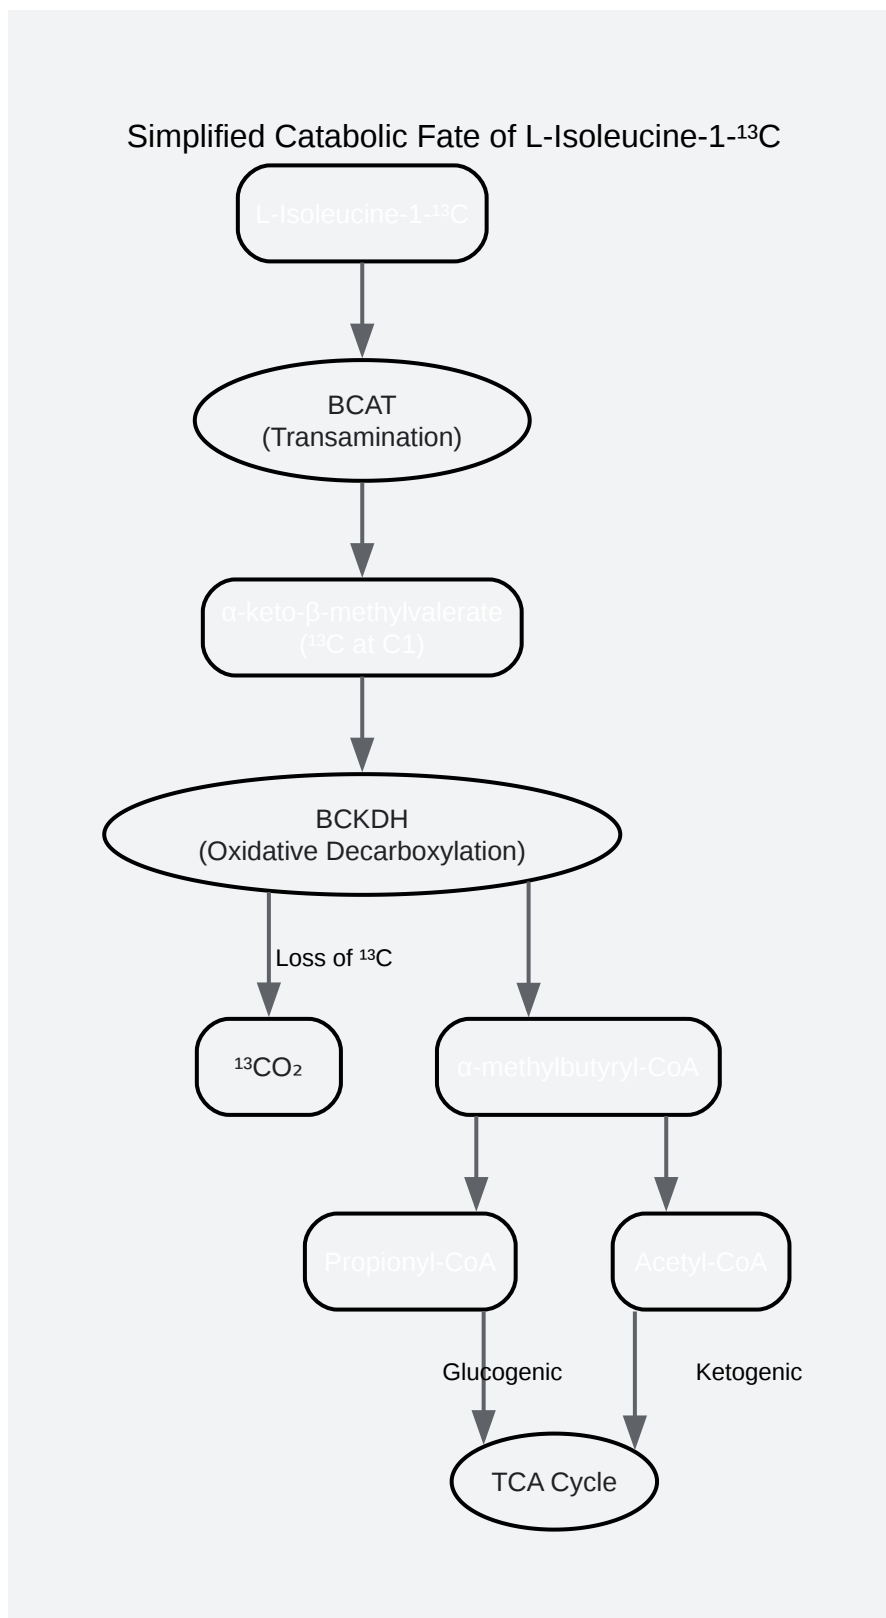 Simplified Catabolic Fate of L-Isoleucine-1-¹³C
L-Isoleucine-1-¹³C
BCAT
(Transamination)
α-keto-β-methylvalerate
(¹³C at C1)
BCKDH
(Oxidative Decarboxylation)
Loss of ¹³C
¹³CO₂
α-methylbutyryl-CoA
Propionyl-CoA
Acetyl-CoA
Glucogenic
Ketogenic
TCA Cycle